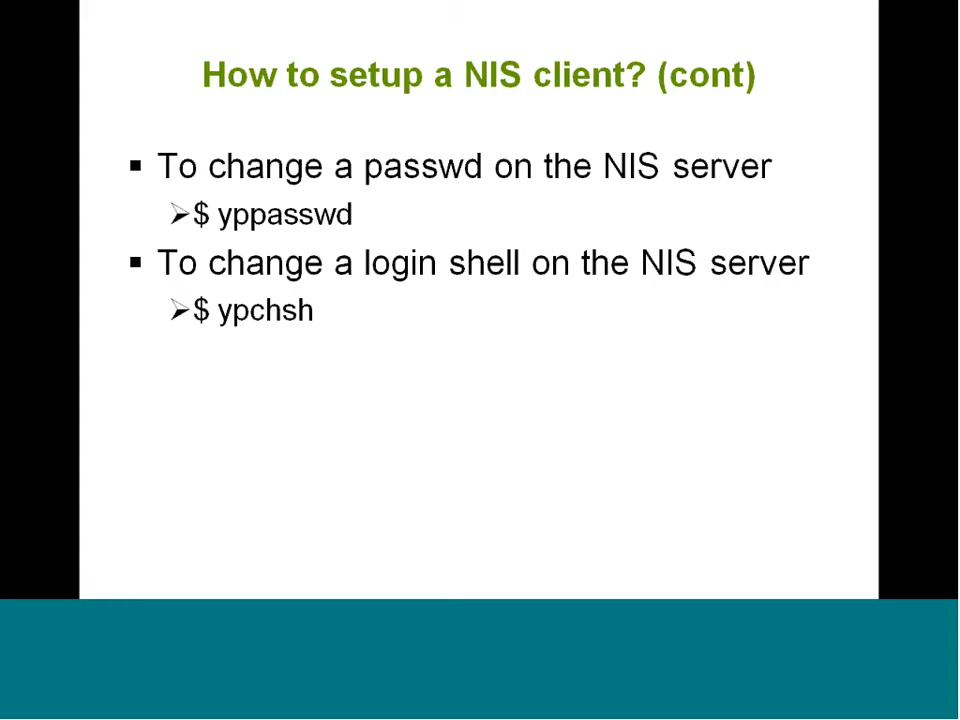 How to setup a NIS client? (cont)
▪ To change a passwd on the NIS server
➢$ yppasswd
▪ To change a login shell on the NIS server
➢$ ypchsh